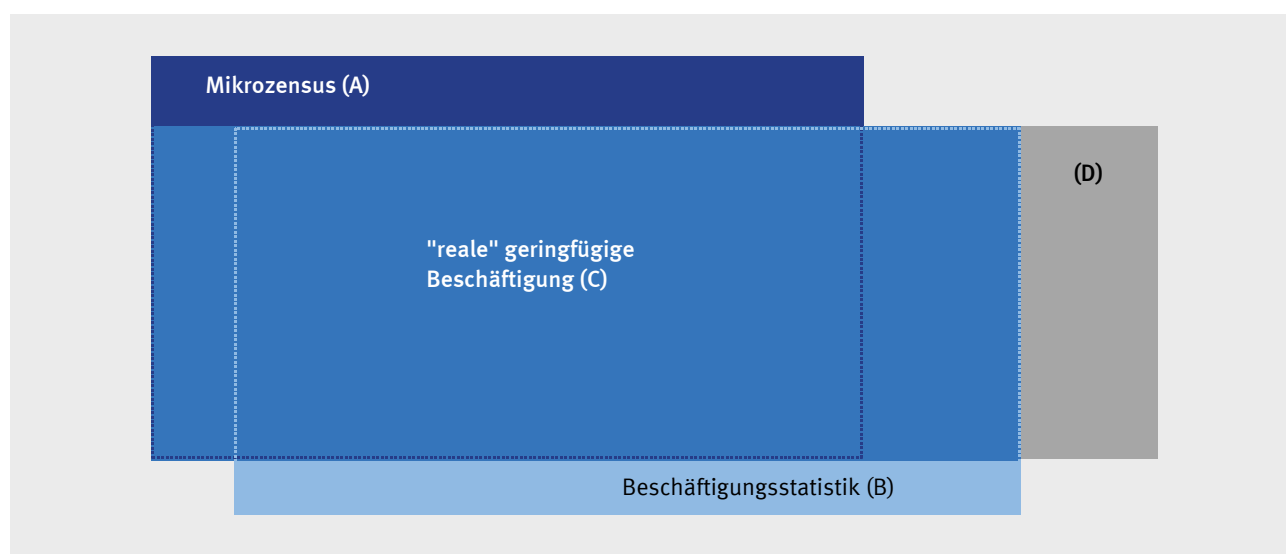 Mikrozensus (A)
(D)
"reale" geringfügige
Beschäftigung (C)
Beschäftigungsstatistik (B)